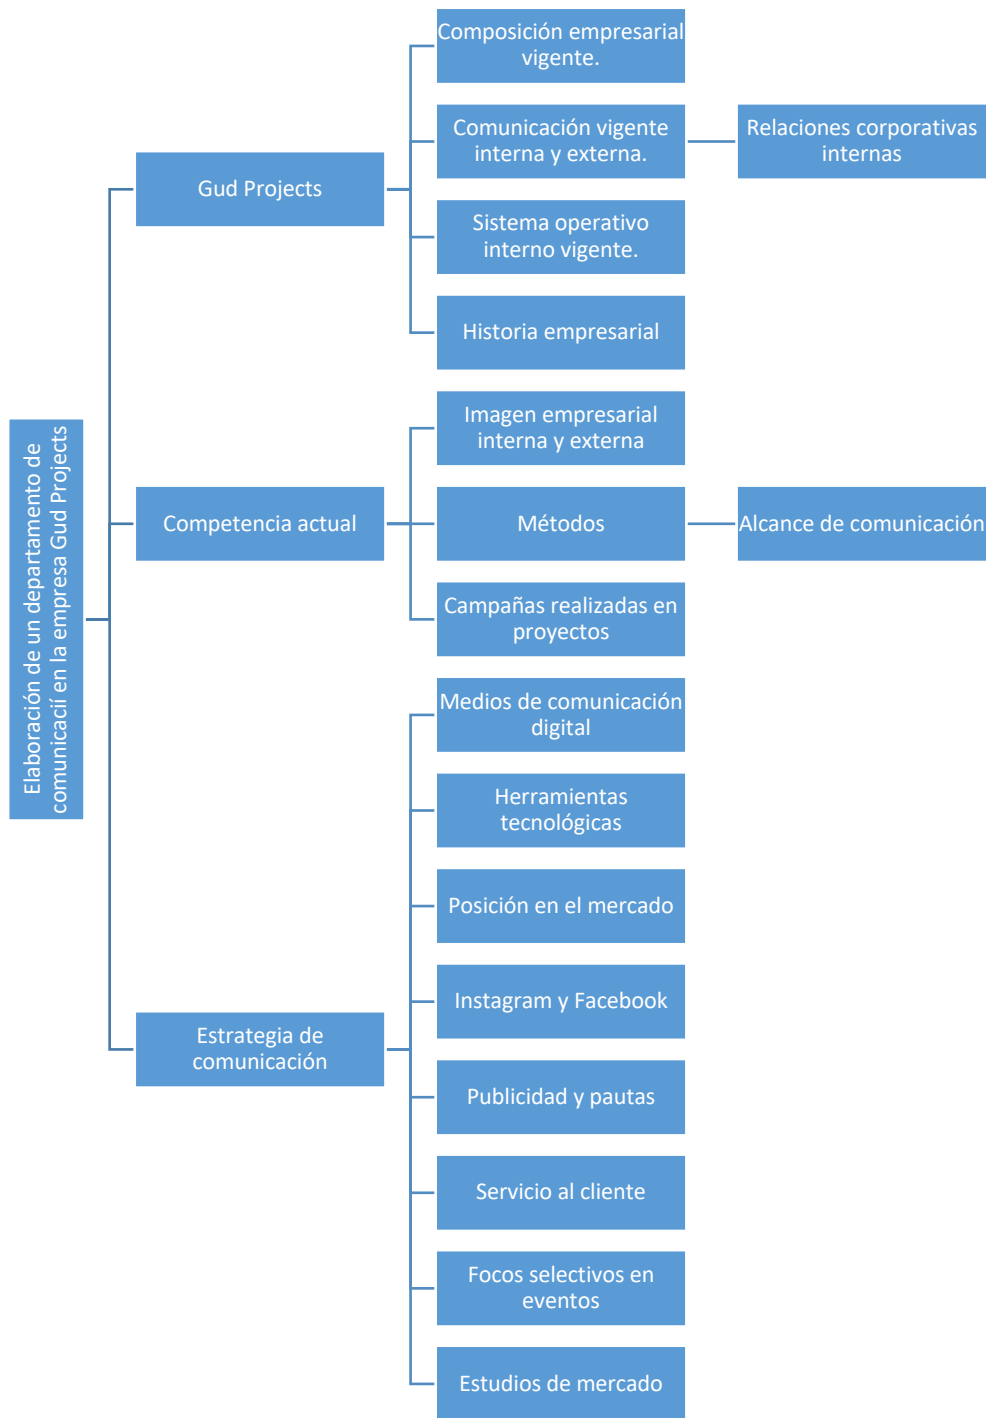 Elaboración de un departamento de
comunicacií en la empresa Gud Projects
Gud Projects
Composición empresarial
vigente.
Comunicación vigente
interna y externa.
Relaciones corporativas
internas
Sistema operativo
interno vigente.
Historia empresarial
Competencia actual
Imagen empresarial
interna y externa
Métodos
Alcance de comunicación
Campañas realizadas en
proyectos
Estrategia de
comunicación
Medios de comunicación
digital
Herramientas
tecnológicas
Posición en el mercado
Instagram y Facebook
Publicidad y pautas
Servicio al cliente
Focos selectivos en
eventos
Estudios de mercado